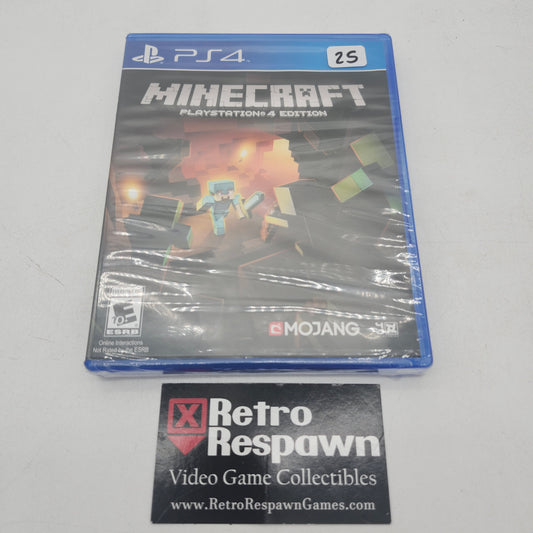 PS4
25
MINECRAFT
PLAYSTATION®4 EDITION
E
ESRB
Online Interactions
Not Rated by the ESRB
MOJANG
Retro
Respawn
Video Game Collectibles
www.RetroRespawnGames.com